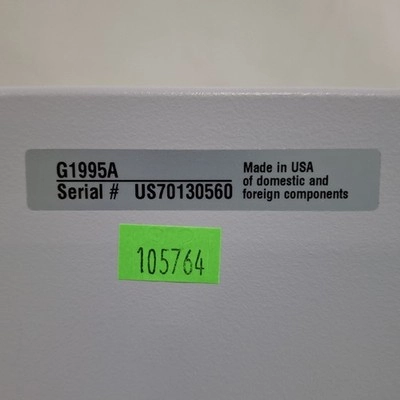 G1995A
Serial # US70130560
Made in USA
of domestic and
foreign components
105764